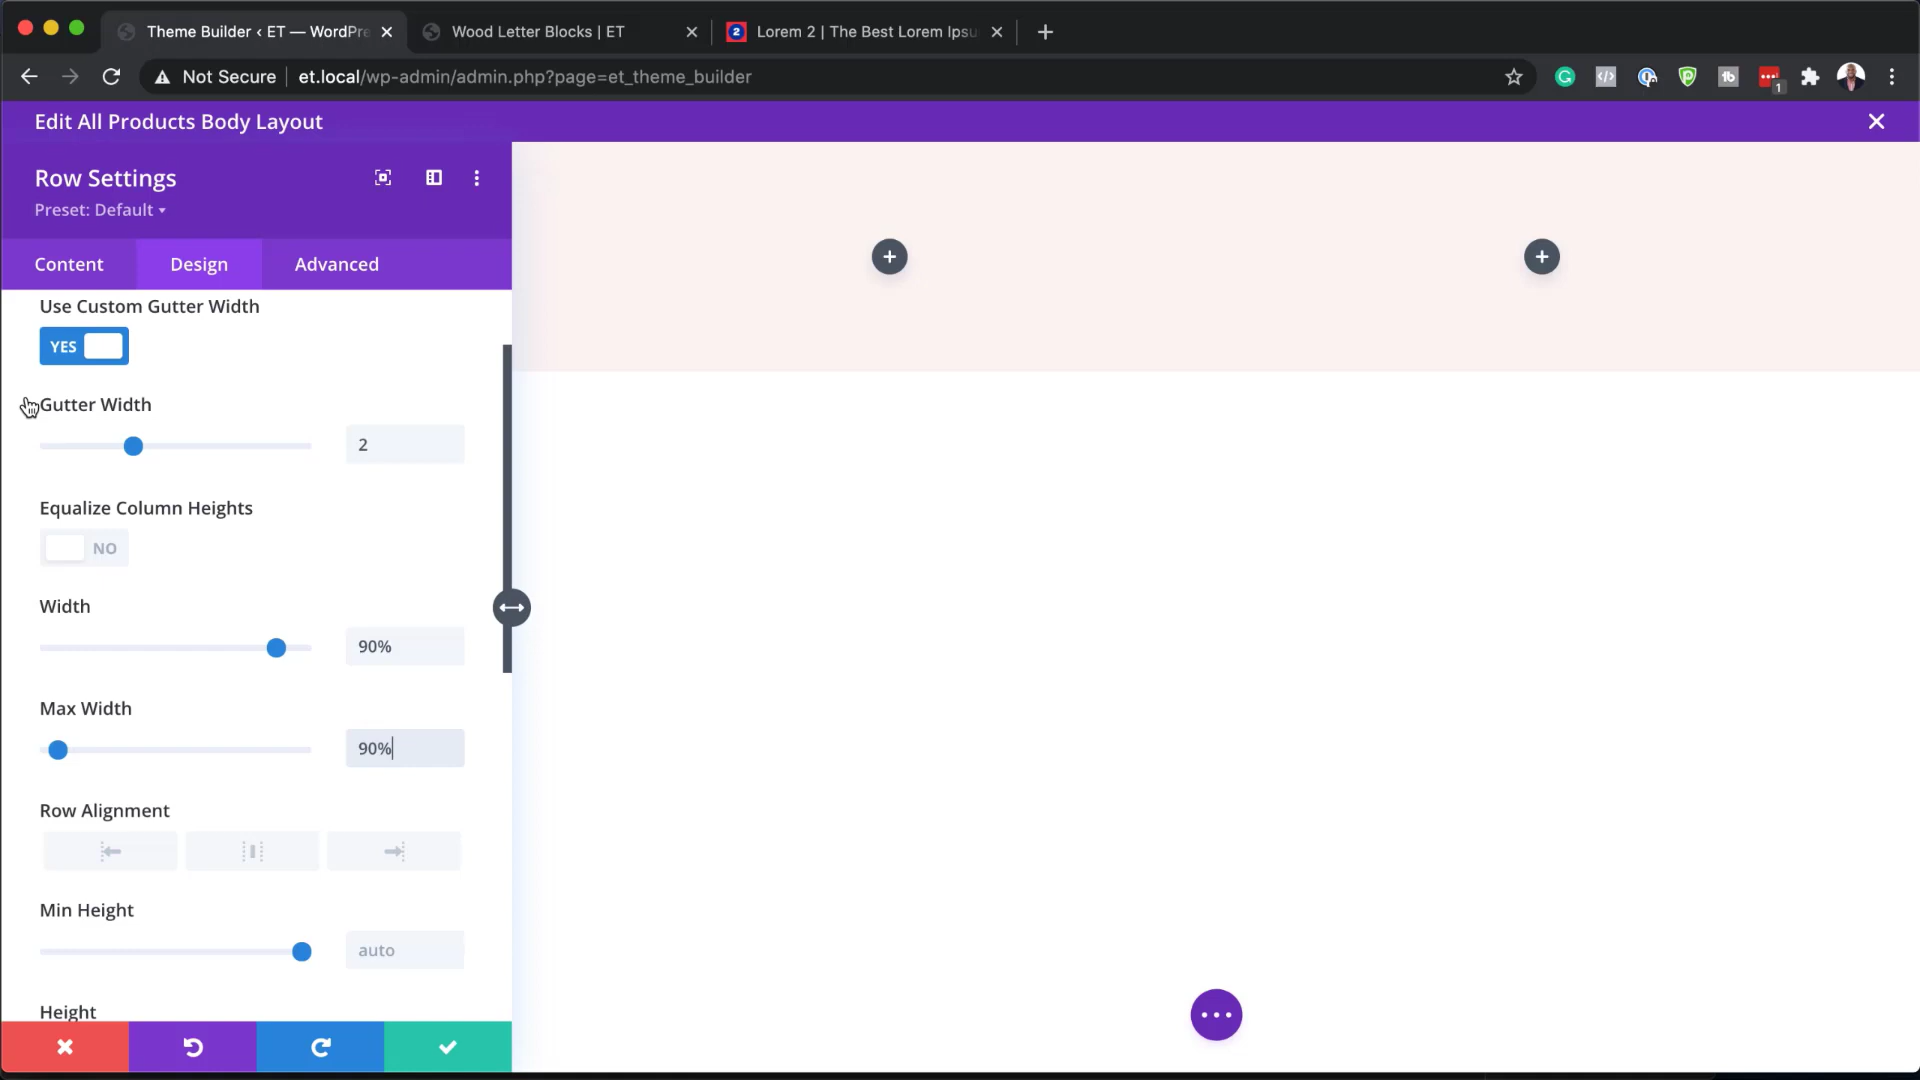 Theme Builder ‹ ET — WordPre
Wood Letter Blocks | ET
2
Lorem 2 | The Best Lorem Ipsu
Not Secure
et.local/wp-admin/admin.php?page=et_theme_builder
1
Edit All Products Body Layout
Row Settings
Preset: Default
Content
Design
Advanced
Use Custom Gutter Width
YES
Gutter Width
2
Equalize Column Heights
NO
Width
90%
Max Width
90%
Row Alignment
Min Height
auto
Height